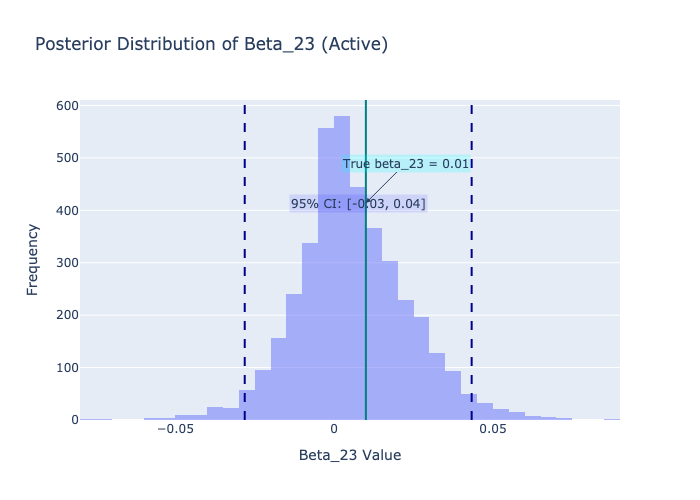 Posterior Distribution of Beta_23 (Active)
600
500
400
300
200
100
0
Frequency
True beta_23 = 0.01
95% CI: [-0.03, 0.04]
−0.05
0
0.05
Beta_23 Value